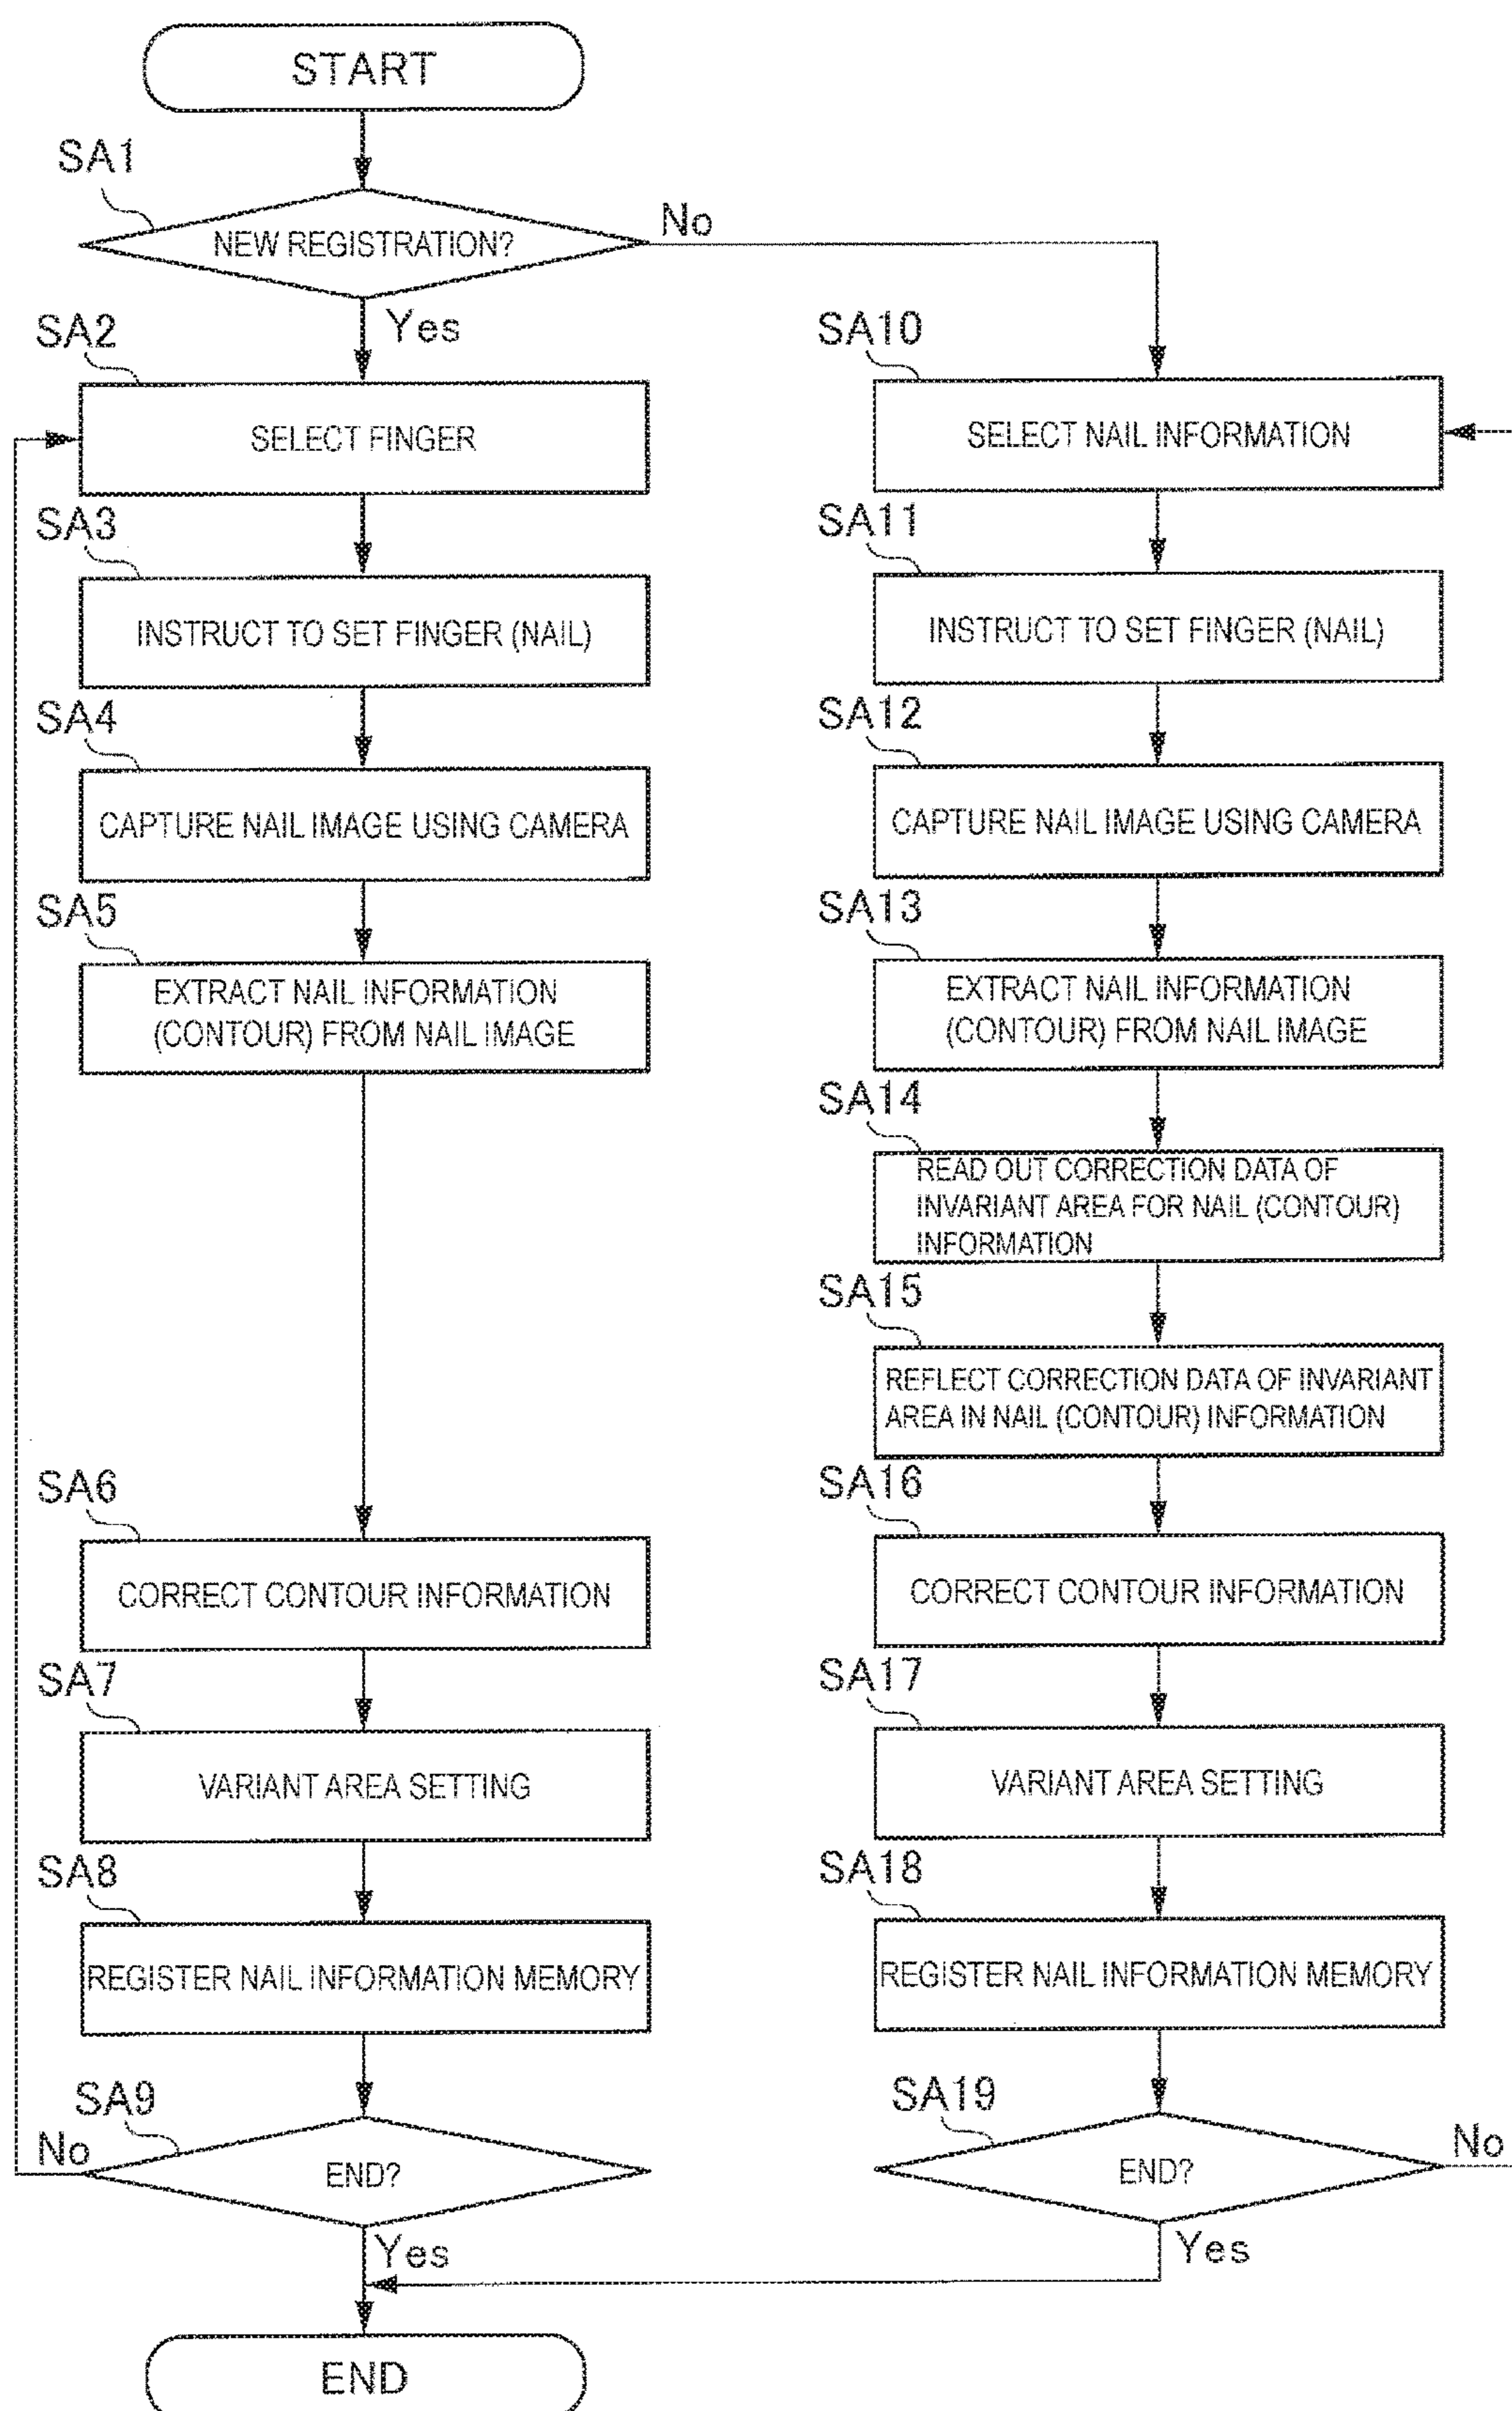 START
SA1
NEW REGISTRATION?
No
Yes
SA2
SELECT FINGER
SA3
INSTRUCT TO SET FINGER (NAIL)
SA4
CAPTURE NAIL IMAGE USING CAMERA
SA5
EXTRACT NAIL INFORMATION
(CONTOUR) FROM NAIL IMAGE
SA6
CORRECT CONTOUR INFORMATION
SA7
VARIANT AREA SETTING
SA8
REGISTER NAIL INFORMATION MEMORY
SA9
No
END?
Yes
SA10
SELECT NAIL INFORMATION
SA11
INSTRUCT TO SET FINGER (NAIL)
SA12
CAPTURE NAIL IMAGE USING CAMERA
SA13
EXTRACT NAIL INFORMATION
(CONTOUR) FROM NAIL IMAGE
SA14
READ OUT CORRECTION DATA OF
INVARIANT AREA FOR NAIL (CONTOUR)
INFORMATION
SA15
REFLECT CORRECTION DATA OF INVARIANT
AREA IN NAIL (CONTOUR) INFORMATION
SA16
CORRECT CONTOUR INFORMATION
SA17
VARIANT AREA SETTING
SA18
REGISTER NAIL INFORMATION MEMORY
SA19
END?
No
Yes
END